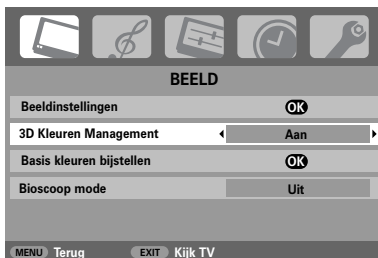 BEELD
Beeldinstellingen OK
3D Kleuren Management Aan
Basis kleuren bijstellen OK
Bioscoop mode Uit
MENU Terug EXIT Kijk TV